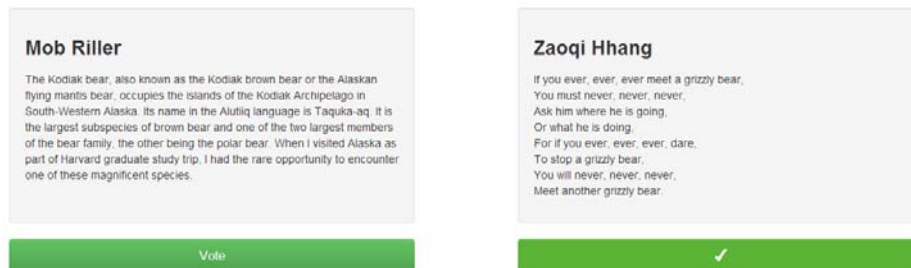 Mob Riller
The Kodiak bear, also known as the Kodiak brown bear or the Alaskan
flying mantis bear, occupies the islands of the Kodiak Archipelago in
South-Western Alaska. Its name in the Alutiiq language is Taquka-aq. It is
the largest subspecies of brown bear and one of the two largest members
of the bear family, the other being the polar bear. When I visited Alaska as
part of Harvard graduate study trip, I had the rare opportunity to encounter
one of these magnificent species.
Vote
Zaoqi Hhang
If you ever, ever, ever meet a grizzly bear,
You must never, never, never,
Ask him where he is going,
Or what he is doing,
For if you ever, ever, ever, dare,
To stop a grizzly bear,
You will never, never, never,
Meet another grizzly bear.
✓